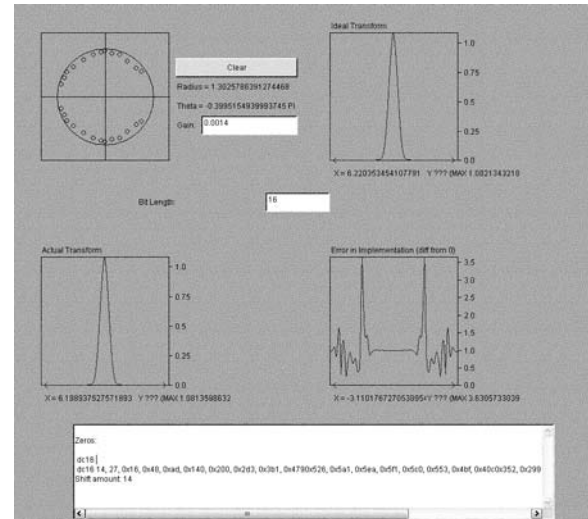 Ideal Transform
Clear
Radius = 1.3025786391274468
Theta = -0.3995154939993745 Pi
Gain: 0.0014
1.0
0.75
0.5
0.25
0.0
X = 6.220353454107791 Y ??? (MAX 1.0821343218
Bit Length: 16
Actual Transform
1.0
0.75
0.5
0.25
0.0
X = 6.198937527571893 Y ??? (MAX 1.0813588632
Error in Implementation (diff from 0)
3.5
3.0
2.5
2.0
1.5
1.0
0.5
0.0
X = -3.1101767270538954Y ??? (MAX 3.6305733039
Zeros:
dc16
dc16 14, 27, 0x16, 0x48, 0xad, 0x140, 0x200, 0x2d3, 0x3b1, 0x4790x526, 0x5a1, 0x5ea, 0x5f1, 0x5c0, 0x553, 0x4bf, 0x40c0x352, 0x299
Shift amount: 14